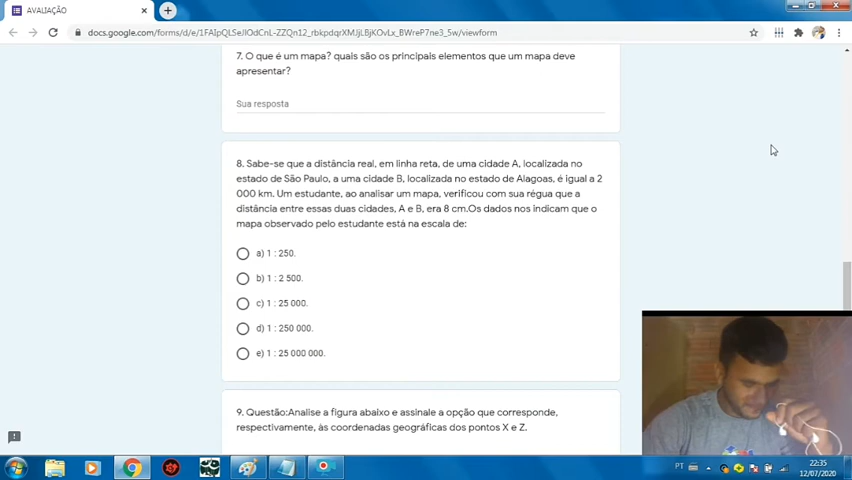 AVALIAÇÃO
docs.google.com/forms/d/e/1FAIpQLSeJIOdCnL-ZZQn12_rbkpdqrXMJjLBjKOvLx_BWreP7ne3_5w/viewform
7. O que é um mapa? quais são os principais elementos que um mapa deve
apresentar?
Sua resposta
8. Sabe-se que a distância real, em linha reta, de uma cidade A, localizada no
estado de São Paulo, a uma cidade B, localizada no estado de Alagoas, é igual a 2
000 km. Um estudante, ao analisar um mapa, verificou com sua régua que a
distância entre essas duas cidades, A e B, era 8 cm.Os dados nos indicam que o
mapa observado pelo estudante está na escala de:
a) 1 : 250.
b) 1 : 2 500.
c) 1 : 25 000.
d) 1 : 250 000.
e) 1 : 25 000 000.
9. Questão:Analise a figura abaixo e assinale a opção que corresponde,
respectivamente, às coordenadas geográficas dos pontos X e Z.
PT
22:35
12/07/2020